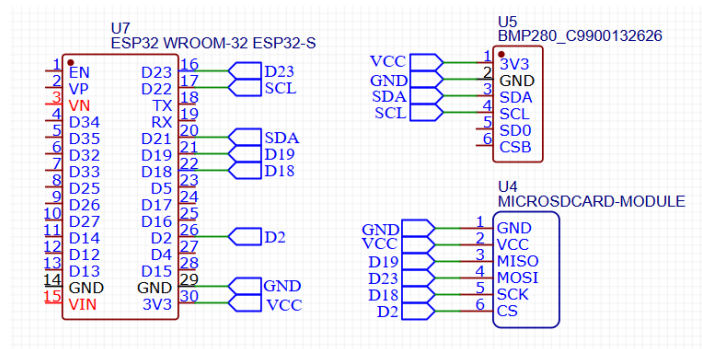 U7
ESP32 WROOM-32 ESP32-S
1 EN D23 16 D23
2 VP D22 17 SCL
3 VN TX 18
4 D34 RX 19
5 D35 D21 20 SDA
6 D32 D19 21 D19
7 D33 D18 22 D18
8 D25 D5 23
9 D26 D17 24
10 D27 D16 25
11 D14 D2 26 D2
12 D12 D4 27
13 D13 D15 28
14 GND GND 29 GND
15 VIN 3V3 30 VCC
U5
BMP280_C9900132626
VCC 1 3V3
GND 2 GND
SDA 3 SDA
SCL 4 SCL
5 SD0
6 CSB
U4
MICROSDCARD-MODULE
GND 1 GND
VCC 2 VCC
D19 3 MISO
D23 4 MOSI
D18 5 SCK
D2 6 CS